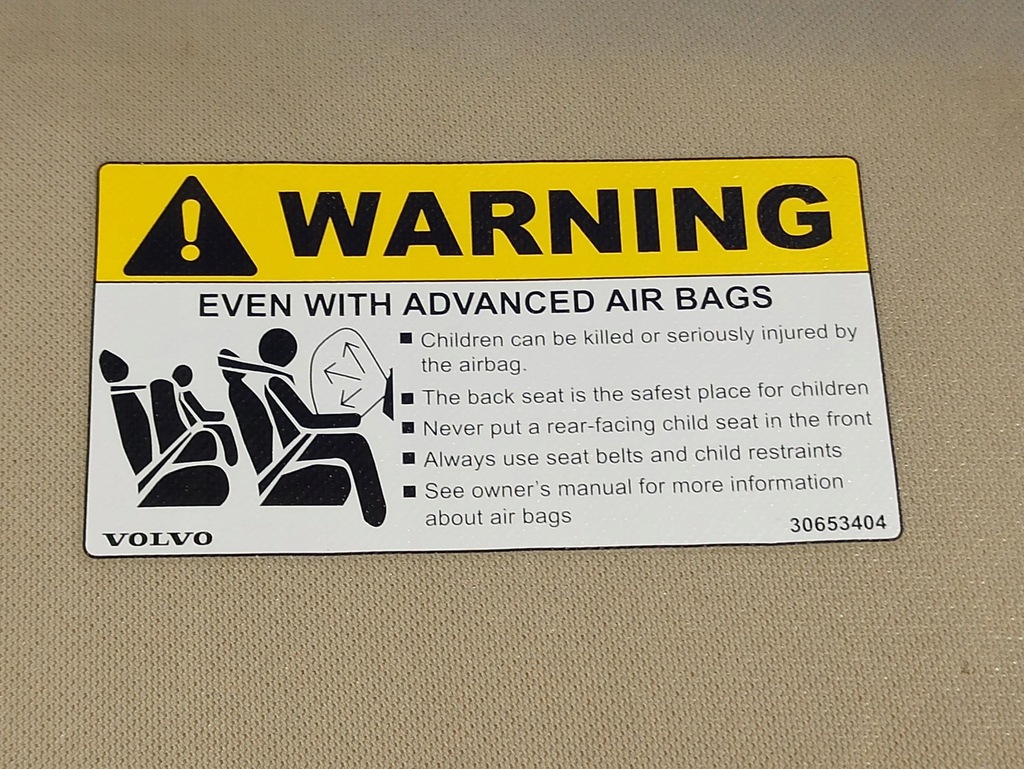 WARNING
EVEN WITH ADVANCED AIR BAGS
■ Children can be killed or seriously injured by
the airbag.
■ The back seat is the safest place for children
■ Never put a rear-facing child seat in the front
■ Always use seat belts and child restraints
■ See owner's manual for more information
about air bags
VOLVO
30653404